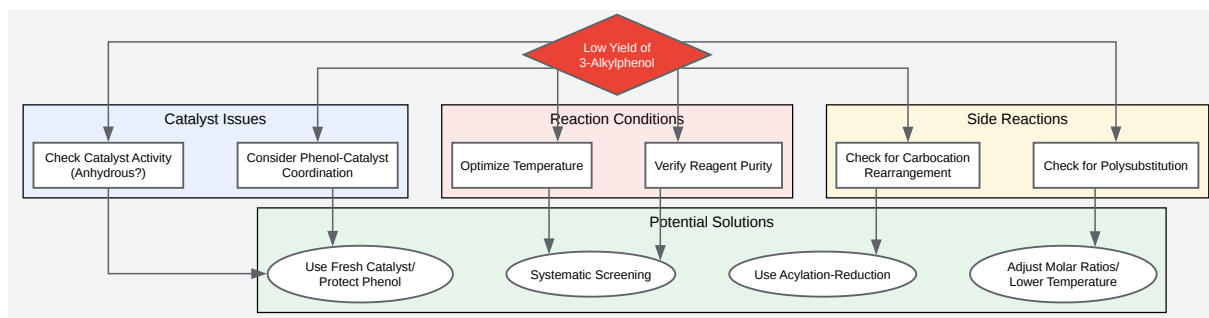 Low Yield of
3-Alkylphenol
Catalyst Issues
Reaction Conditions
Side Reactions
Check Catalyst Activity
(Anhydrous?)
Consider Phenol-Catalyst
Coordination
Optimize Temperature
Verify Reagent Purity
Check for Carbocation
Rearrangement
Check for Polysubstitution
Potential Solutions
Use Fresh Catalyst/
Protect Phenol
Systematic Screening
Use Acylation-Reduction
Adjust Molar Ratios/
Lower Temperature